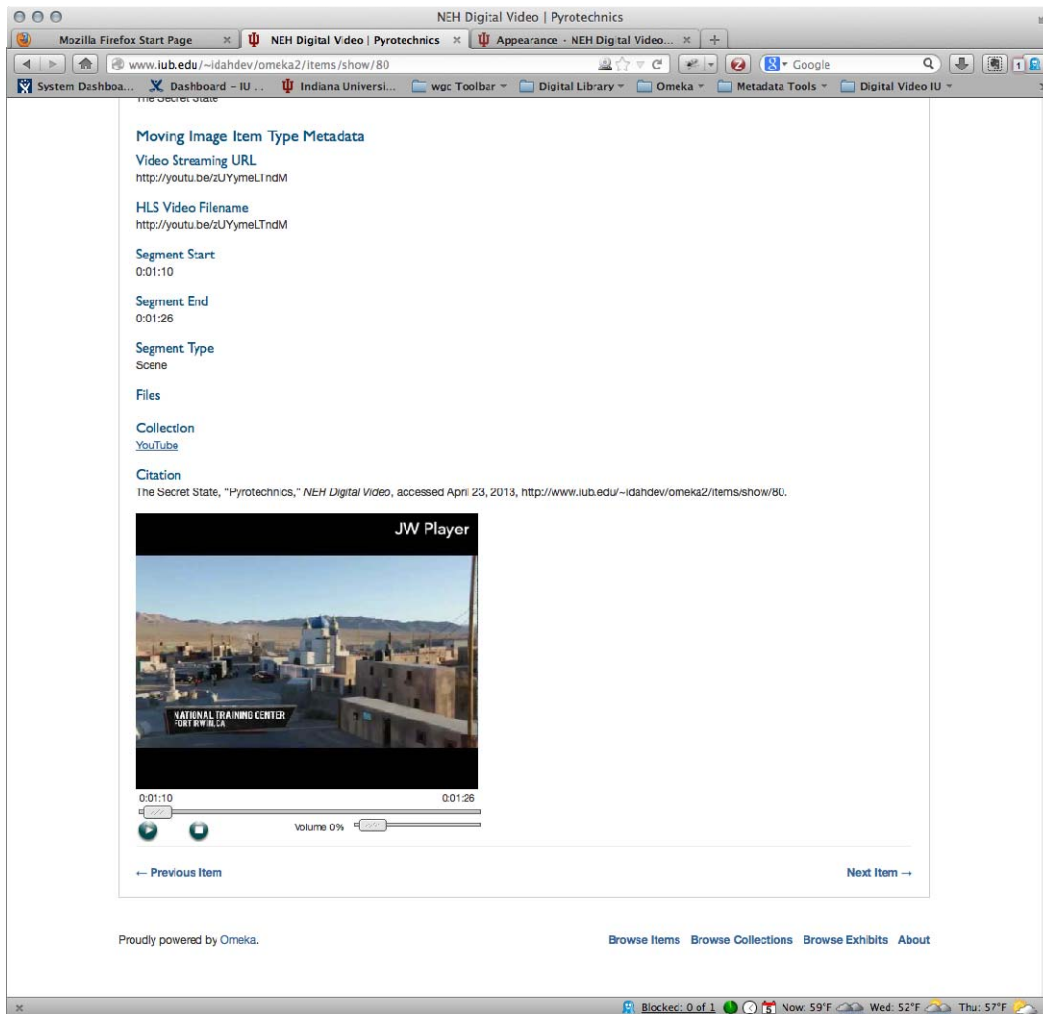 NEH Digital Video | Pyrotechnics
Mozilla Firefox Start Page
NEH Digital Video | Pyrotechnics
Appearance - NEH Digital Video...
www.iub.edu/~idahdev/omeka2/items/show/80
Google
System Dashboa... Dashboard – IU ... Indiana Universi... wgc Toolbar Digital Library Omeka Metadata Tools Digital Video IU
The Secret State
Moving Image Item Type Metadata
Video Streaming URL
http://youtu.be/zUYymeLTndM
HLS Video Filename
http://youtu.be/zUYymeLTndM
Segment Start
0:01:10
Segment End
0:01:26
Segment Type
Scene
Files
Collection
YouTube
Citation
The Secret State, "Pyrotechnics," NEH Digital Video, accessed April 23, 2013, http://www.iub.edu/~idahdev/omeka2/items/show/80.
JW Player
NATIONAL TRAINING CENTER
FORT IRWIN, CA
0:01:10 0:01:26
Volume 0%
← Previous Item Next Item →
Proudly powered by Omeka. Browse Items Browse Collections Browse Exhibits About
Blocked: 0 of 1 5 Now: 59°F Wed: 52°F Thu: 57°F